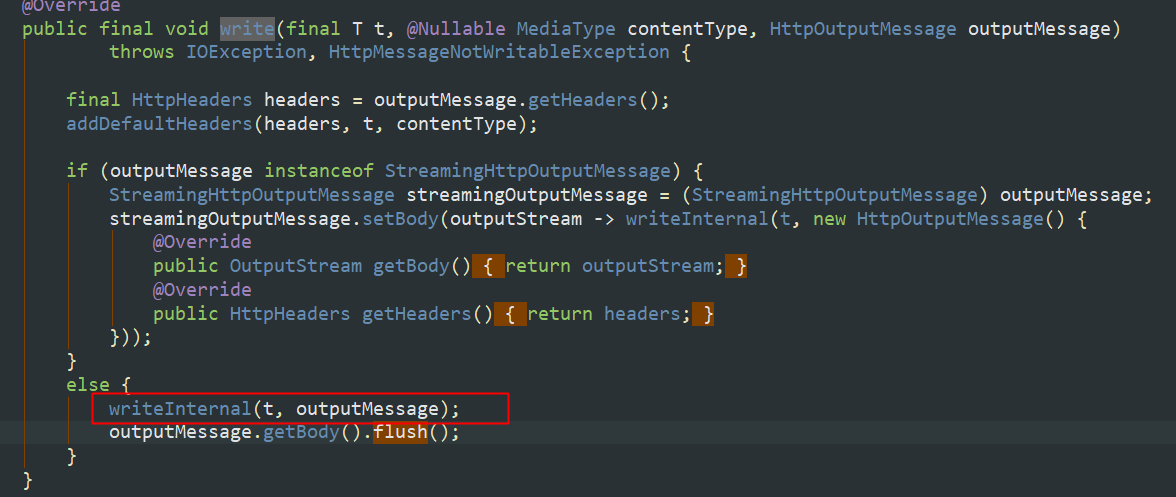 @Override
public final void write(final T t, @Nullable MediaType contentType, HttpOutputMessage outputMessage)
throws IOException, HttpMessageNotWritableException {
final HttpHeaders headers = outputMessage.getHeaders();
addDefaultHeaders(headers, t, contentType);
if (outputMessage instanceof StreamingHttpOutputMessage) {
StreamingHttpOutputMessage streamingOutputMessage = (StreamingHttpOutputMessage) outputMessage;
streamingOutputMessage.setBody(outputStream -> writeInternal(t, new HttpOutputMessage() {
@Override
public OutputStream getBody() { return outputStream; }
@Override
public HttpHeaders getHeaders() { return headers; }
}));
}
else {
writeInternal(t, outputMessage);
outputMessage.getBody().flush();
}
}